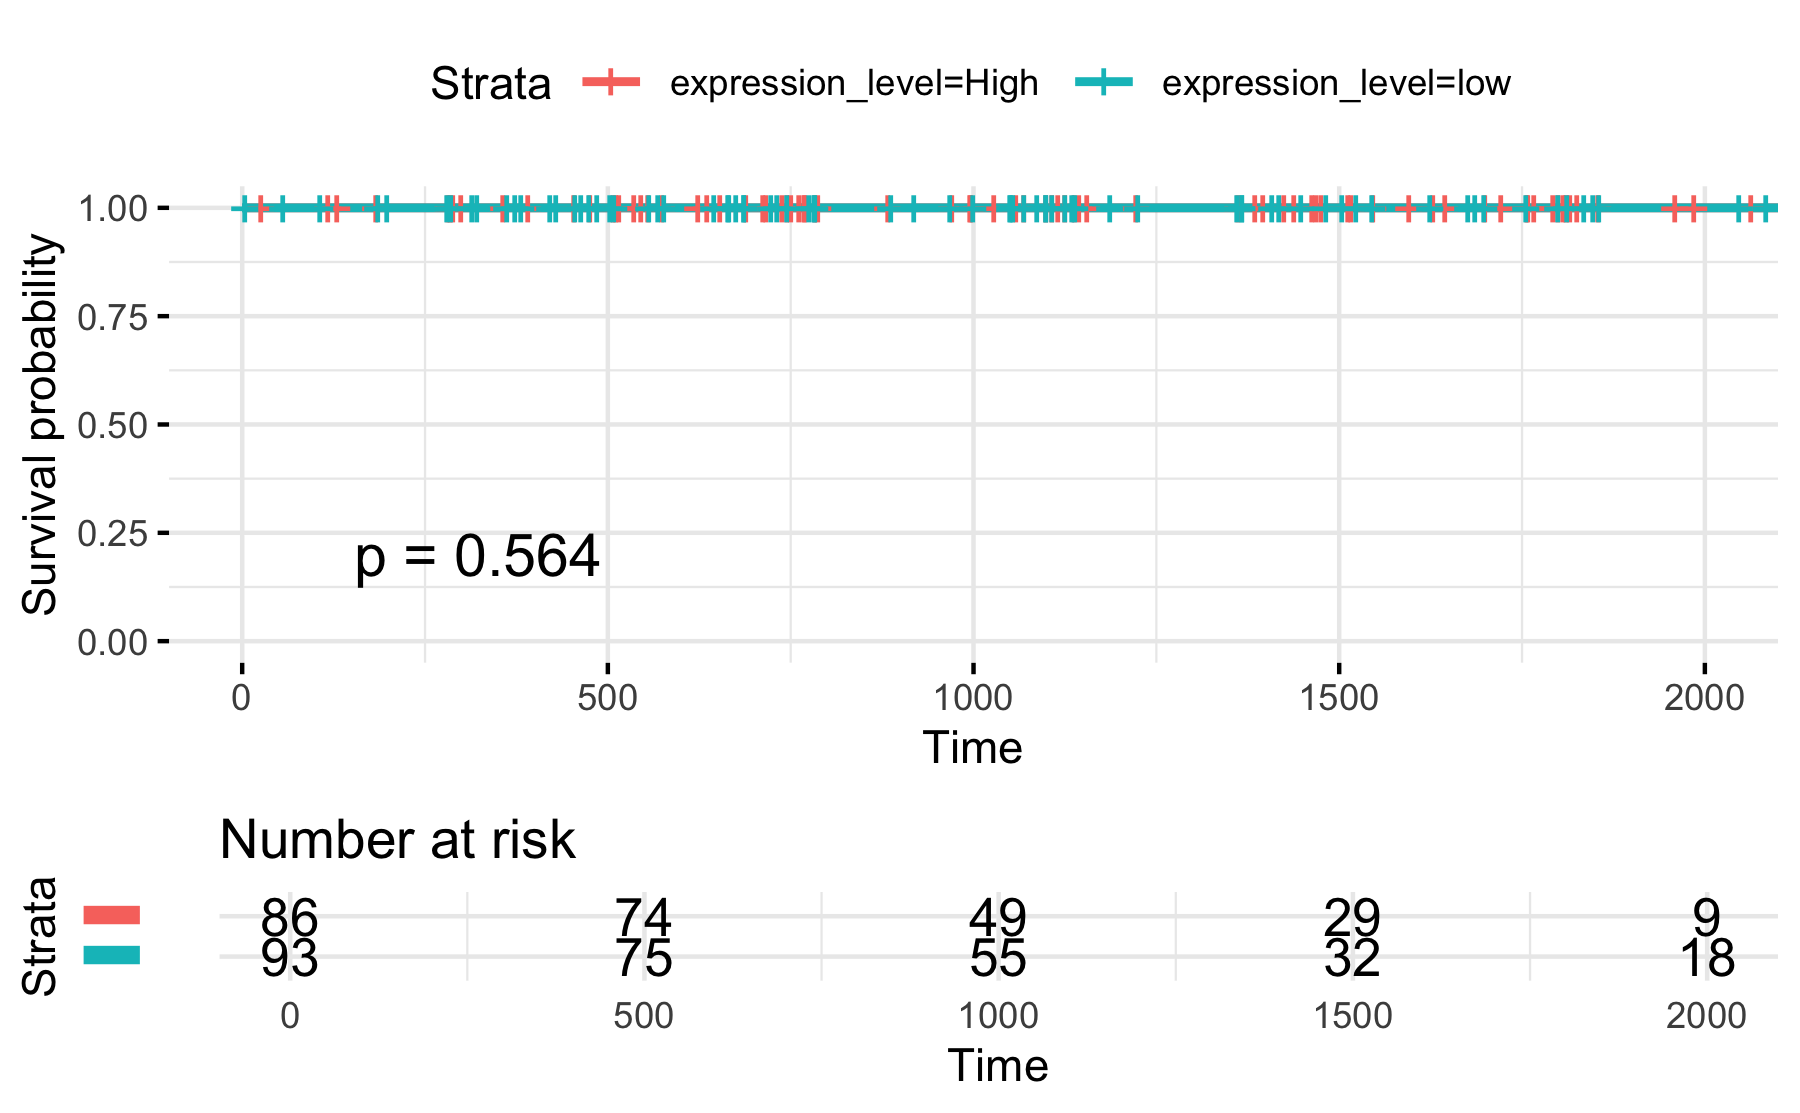 Strata expression_level=High expression_level=low
1.00
0.75
0.50
0.25
0.00
Survival probability
p = 0.564
0 500 1000 1500 2000
Time
Number at risk
Strata
86 74 49 29 9
93 75 55 32 18
0 500 1000 1500 2000
Time